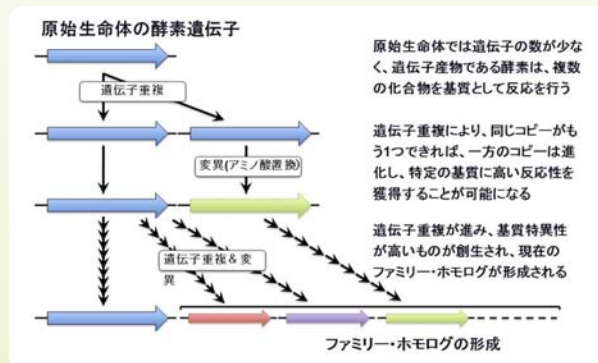 原始生命体の酵素遺伝子
原始生命体では遺伝子の数が少な
く、遺伝子産物である酵素は、複数
の化合物を基質として反応を行う
遺伝子重複
遺伝子重複により、同じコピーがも
う1つできれば、一方のコピーは進
化し、特定の基質に高い反応性を
獲得することが可能になる
変異(アミノ酸置換)
遺伝子重複が進み、基質特異性
が高いものが創生され、現在の
ファミリー・ホモログが形成される
遺伝子重複&変
異
ファミリー・ホモログの形成